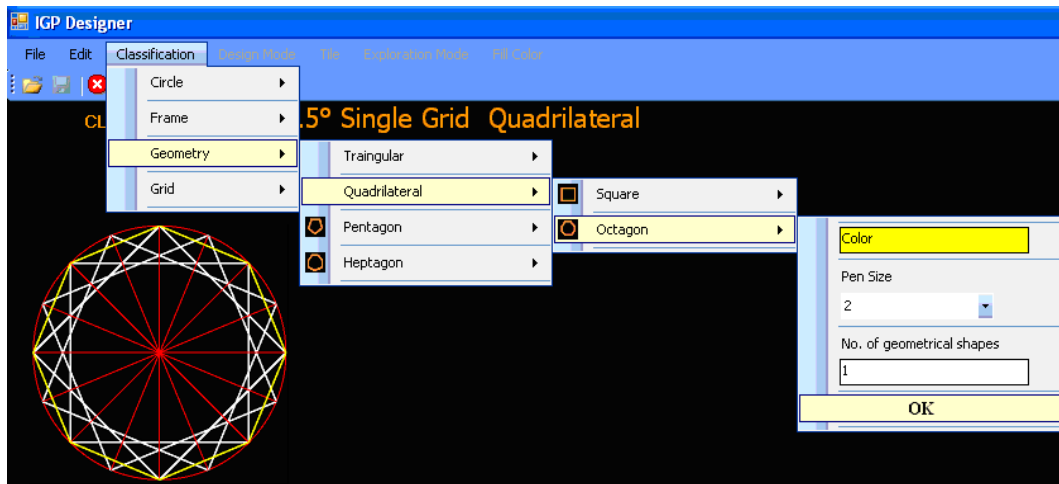 IGP Designer
File Edit Classification Design Mode Tile Exploration Mode Fill Color
CL .5° Single Grid Quadrilateral
Circle
Frame
Geometry
Grid
Traingular
Quadrilateral
Pentagon
Heptagon
Square
Octagon
Color
Pen Size
2
No. of geometrical shapes
1
OK